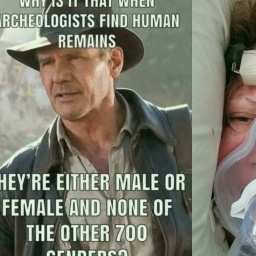 WHY IS IT THAT WHEN
ARCHEOLOGISTS FIND HUMAN
REMAINS
THEY'RE EITHER MALE OR
FEMALE AND NONE OF
THE OTHER 700
GENDERS?